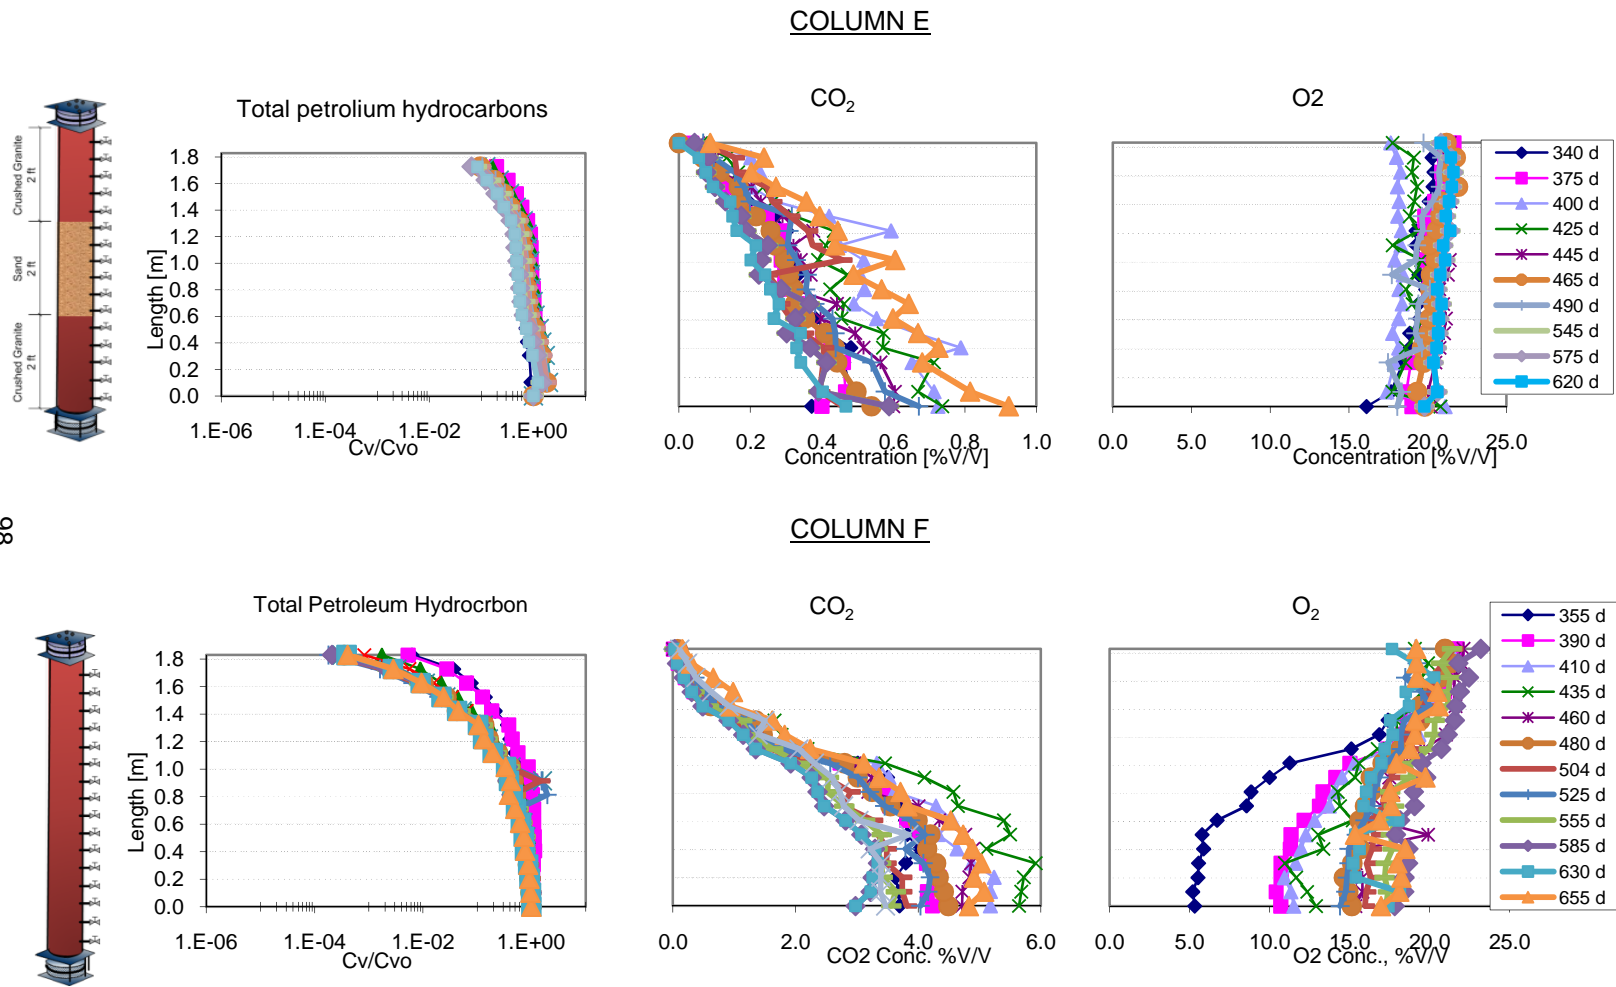 COLUMN E
Total petrolium hydrocarbons
CO2
O2
Crushed Granite
2 ft
Sand
2 ft
Crushed Granite
2 ft
Length [m]
1.8
1.6
1.4
1.2
1.0
0.8
0.6
0.4
0.2
0.0
1.E-06 1.E-04 1.E-02 1.E+00
Cv/Cvo
0.0 0.2 0.4 0.6 0.8 1.0
Concentration [%V/V]
0.0 5.0 10.0 15.0 20.0 25.0
Concentration [%V/V]
340 d
375 d
400 d
425 d
445 d
465 d
490 d
545 d
575 d
620 d
98
COLUMN F
Total Petroleum Hydrocrbon
CO2
O2
Length [m]
1.8
1.6
1.4
1.2
1.0
0.8
0.6
0.4
0.2
0.0
1.E-06 1.E-04 1.E-02 1.E+00
Cv/Cvo
0.0 2.0 4.0 6.0
CO2 Conc. %V/V
0.0 5.0 10.0 15.0 20.0 25.0
O2 Conc., %V/V
355 d
390 d
410 d
435 d
460 d
480 d
504 d
525 d
555 d
585 d
630 d
655 d